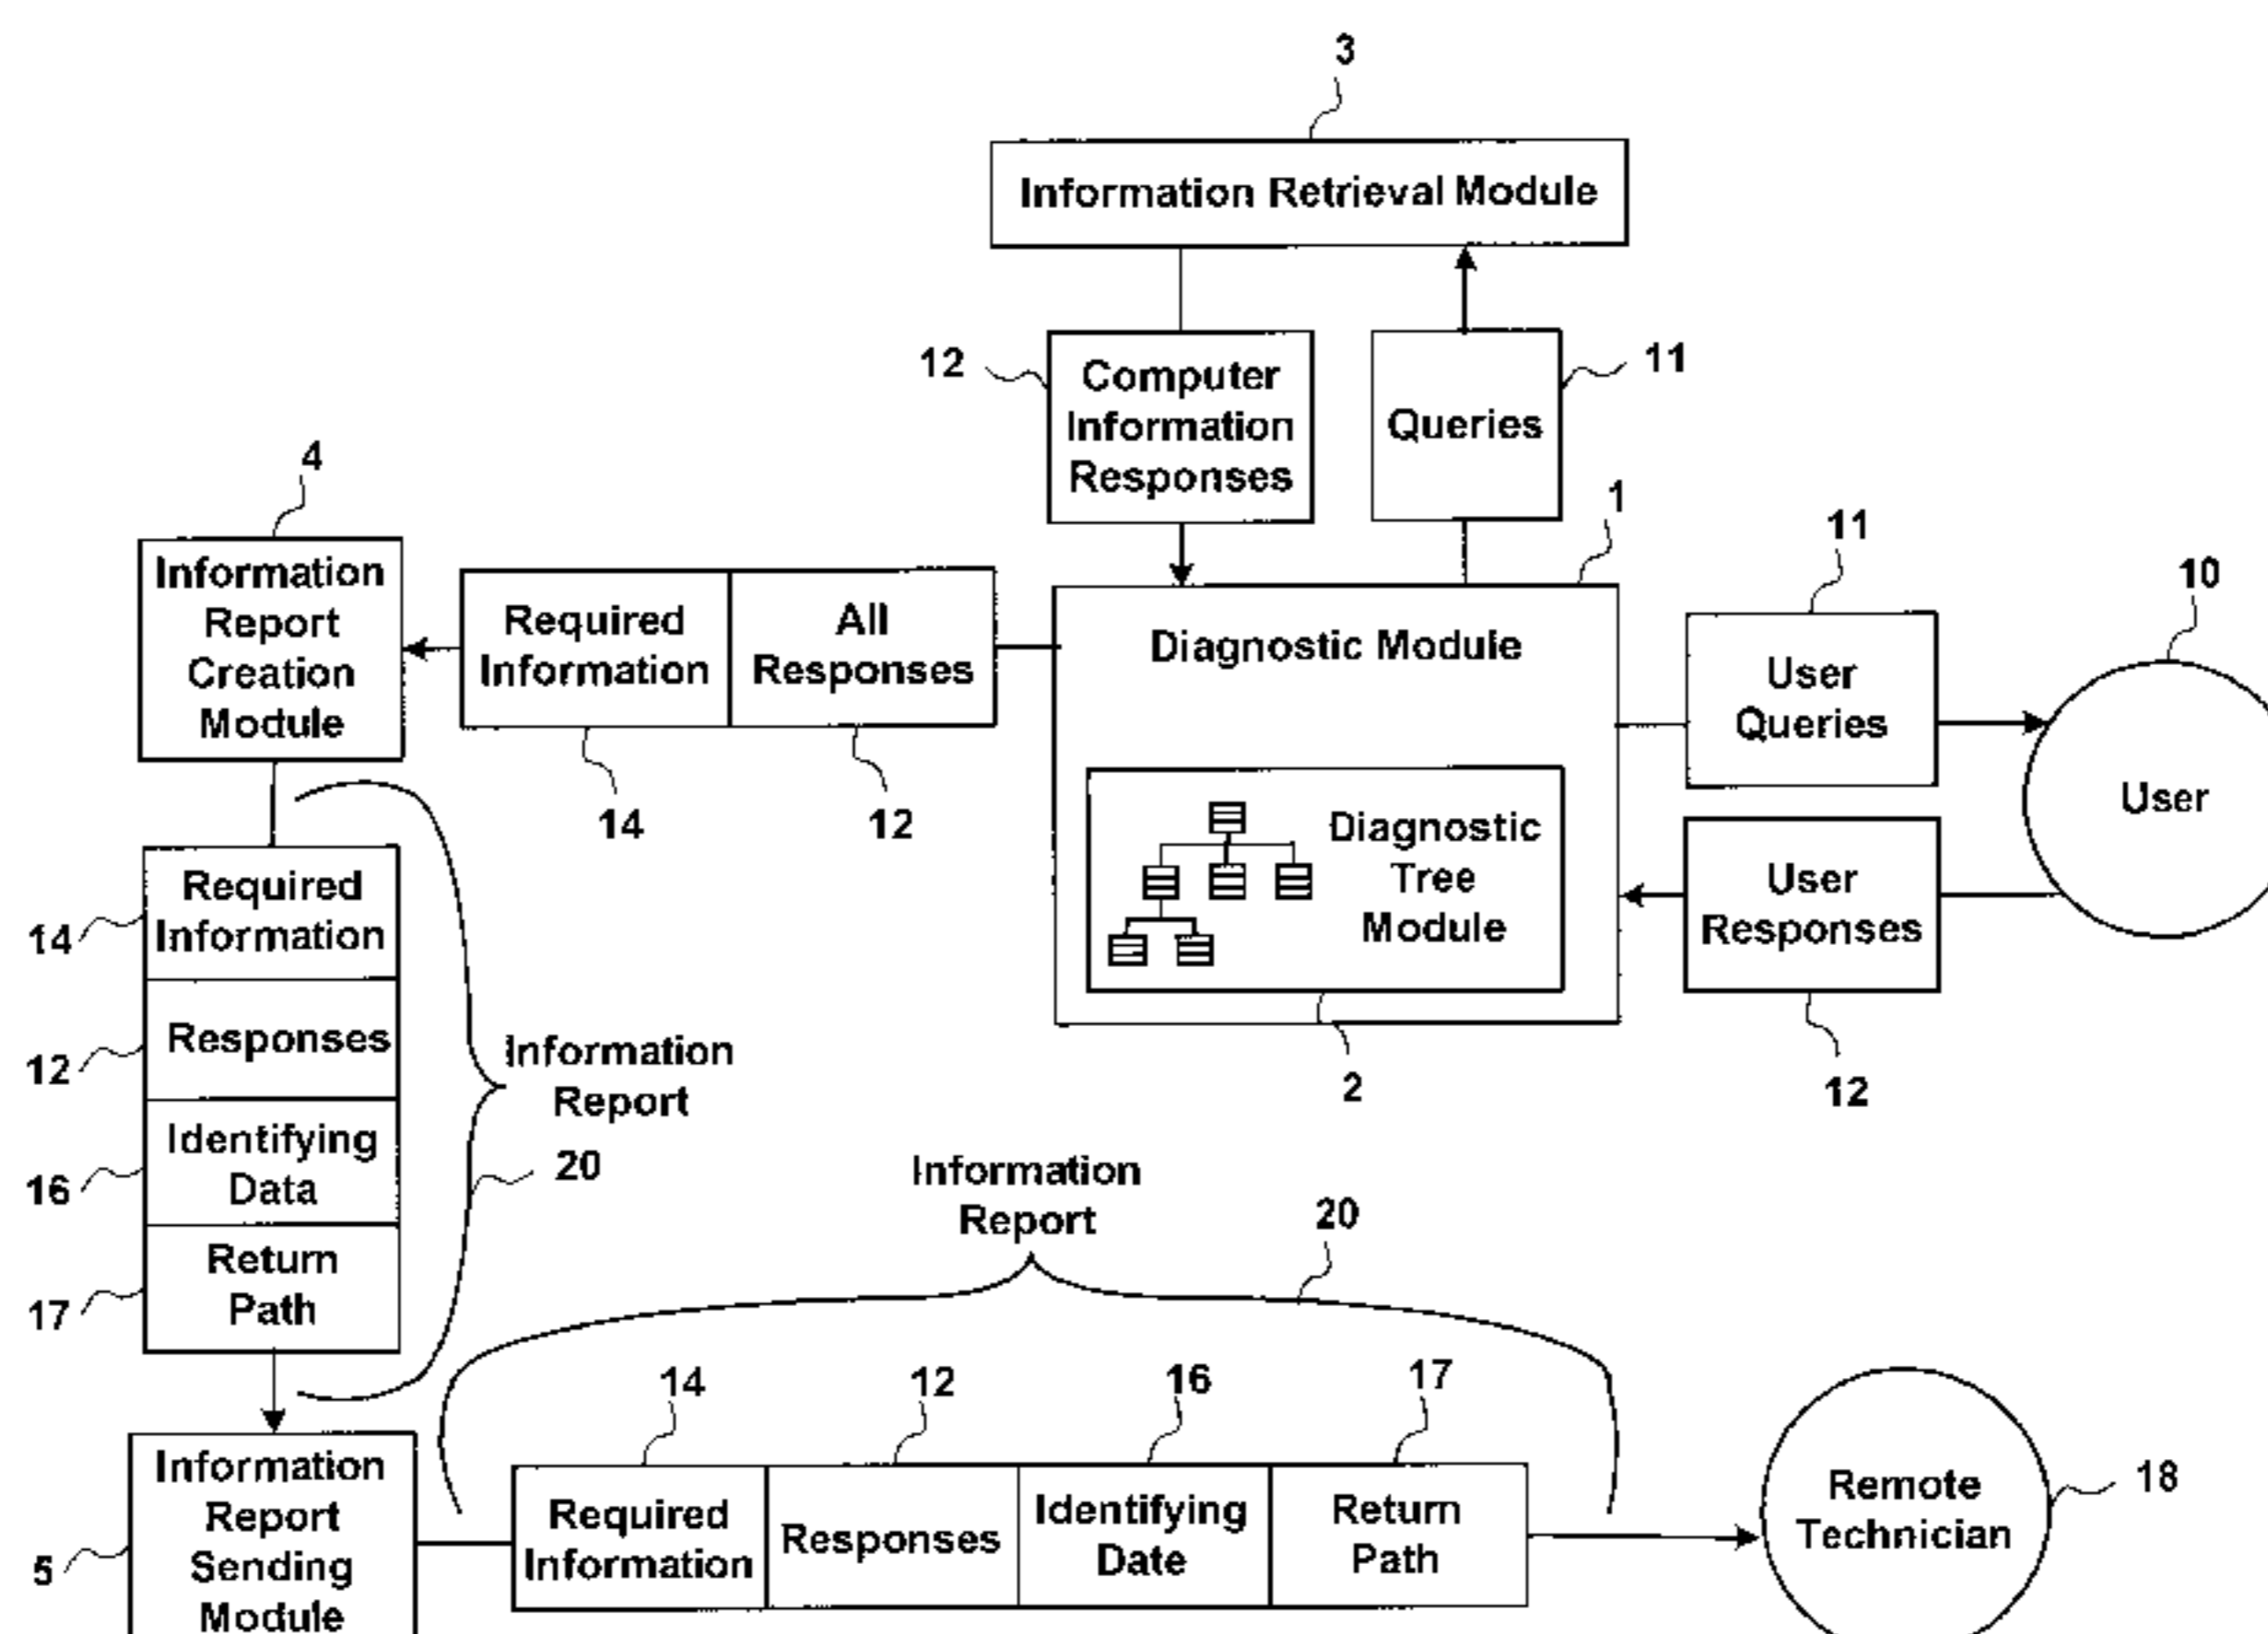 3
Information Retrieval Module
12
Computer
Information
Responses
Queries
11
4
Information
Report
Creation
Module
Required
Information
All
Responses
14
12
1
Diagnostic Module
Diagnostic
Tree
Module
2
11
User
Queries
10
User
User
Responses
12
14
Required
Information
12
Responses
16
Identifying
Data
17
Return
Path
Information
Report
20
Information
Report
20
5
Information
Report
Sending
Module
14
12
16
17
Required
Information
Responses
Identifying
Date
Return
Path
Remote
Technician
18